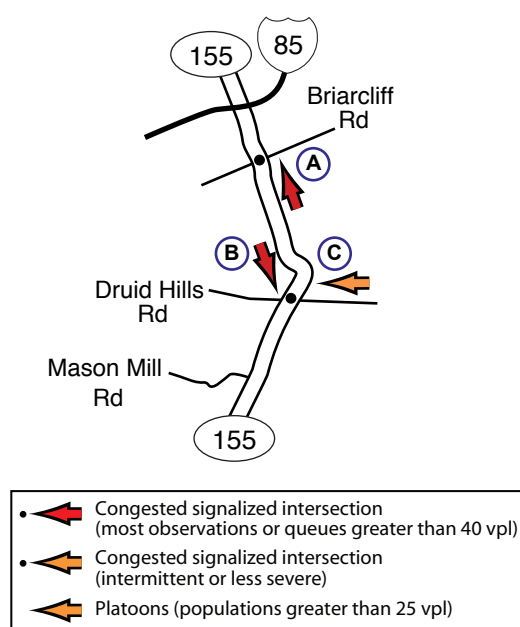 85
155
Briarcliff
Rd
A
B
C
Druid Hills
Rd
Mason Mill
Rd
155
Congested signalized intersection
(most observations or queues greater than 40 vpl)
Congested signalized intersection
(intermittent or less severe)
Platoons (populations greater than 25 vpl)